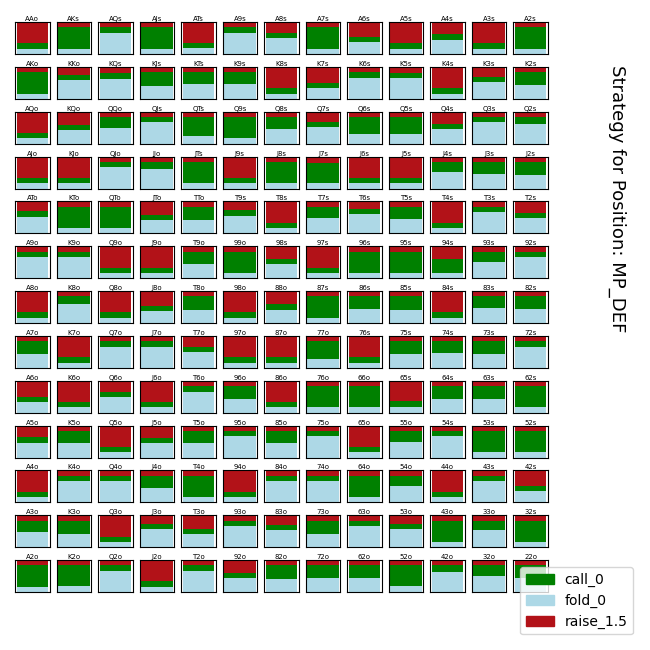 AAo AKs AQs AJs ATs A9s A8s A7s A6s A5s A4s A3s A2s
AKo KKo KQs KJs KTs K9s K8s K7s K6s K5s K4s K3s K2s
AQo KQo QQo QJs QTs Q9s Q8s Q7s Q6s Q5s Q4s Q3s Q2s
AJo KJo QJo JJo JTs J9s J8s J7s J6s J5s J4s J3s J2s
ATo KTo QTo JTo TTo T9s T8s T7s T6s T5s T4s T3s T2s
A9o K9o Q9o J9o T9o 99o 98s 97s 96s 95s 94s 93s 92s
A8o K8o Q8o J8o T8o 98o 88o 87s 86s 85s 84s 83s 82s
A7o K7o Q7o J7o T7o 97o 87o 77o 76s 75s 74s 73s 72s
A6o K6o Q6o J6o T6o 96o 86o 76o 66o 65s 64s 63s 62s
A5o K5o Q5o J5o T5o 95o 85o 75o 65o 55o 54s 53s 52s
A4o K4o Q4o J4o T4o 94o 84o 74o 64o 54o 44o 43s 42s
A3o K3o Q3o J3o T3o 93o 83o 73o 63o 53o 43o 33o 32s
A2o K2o Q2o J2o T2o 92o 82o 72o 62o 52o 42o 32o 22o
Strategy for Position: MP_DEF
call_0
fold_0
raise_1.5